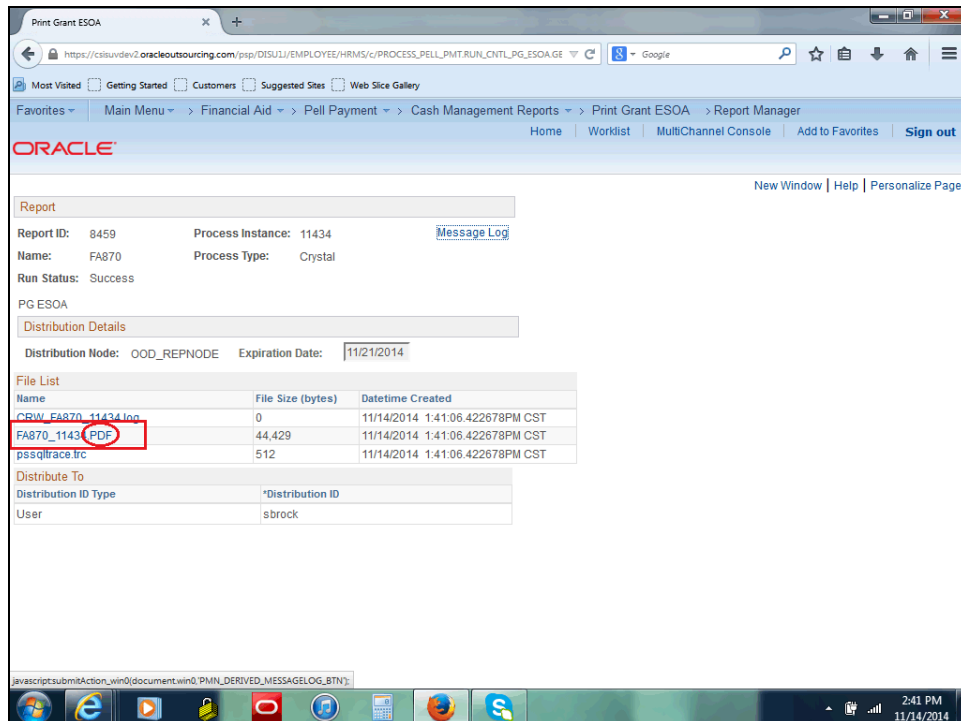 Print Grant ESOA × +
https://csisuvdev2.oracleoutsourcing.com/psp/DISU1J/EMPLOYEE/HRMS/c/PROCESS_PELL_PMT.RUN_CNTL_PG_ESOA.GE
8 Google
Most Visited Getting Started Customers Suggested Sites Web Slice Gallery
Favorites Main Menu > Financial Aid > Pell Payment > Cash Management Reports > Print Grant ESOA > Report Manager
Home Worklist MultiChannel Console Add to Favorites Sign out
ORACLE
New Window | Help | Personalize Page
Report
Report ID: 8459 Process Instance: 11434 Message Log
Name: FA870 Process Type: Crystal
Run Status: Success
PG ESOA
Distribution Details
Distribution Node: OOD_REPNODE Expiration Date: 11/21/2014
File List
Name File Size (bytes) Datetime Created
CRW_FA870_11434.log 0 11/14/2014 1:41:06.422678PM CST
FA870_11434.PDF 44,429 11/14/2014 1:41:06.422678PM CST
pssqltrace.trc 512 11/14/2014 1:41:06.422678PM CST
Distribute To
Distribution ID Type *Distribution ID
User sbrock
javascript:submitAction_win0(document.win0,'PMN_DERIVED_MESSAGELOG_BTN');
2:41 PM
11/14/2014